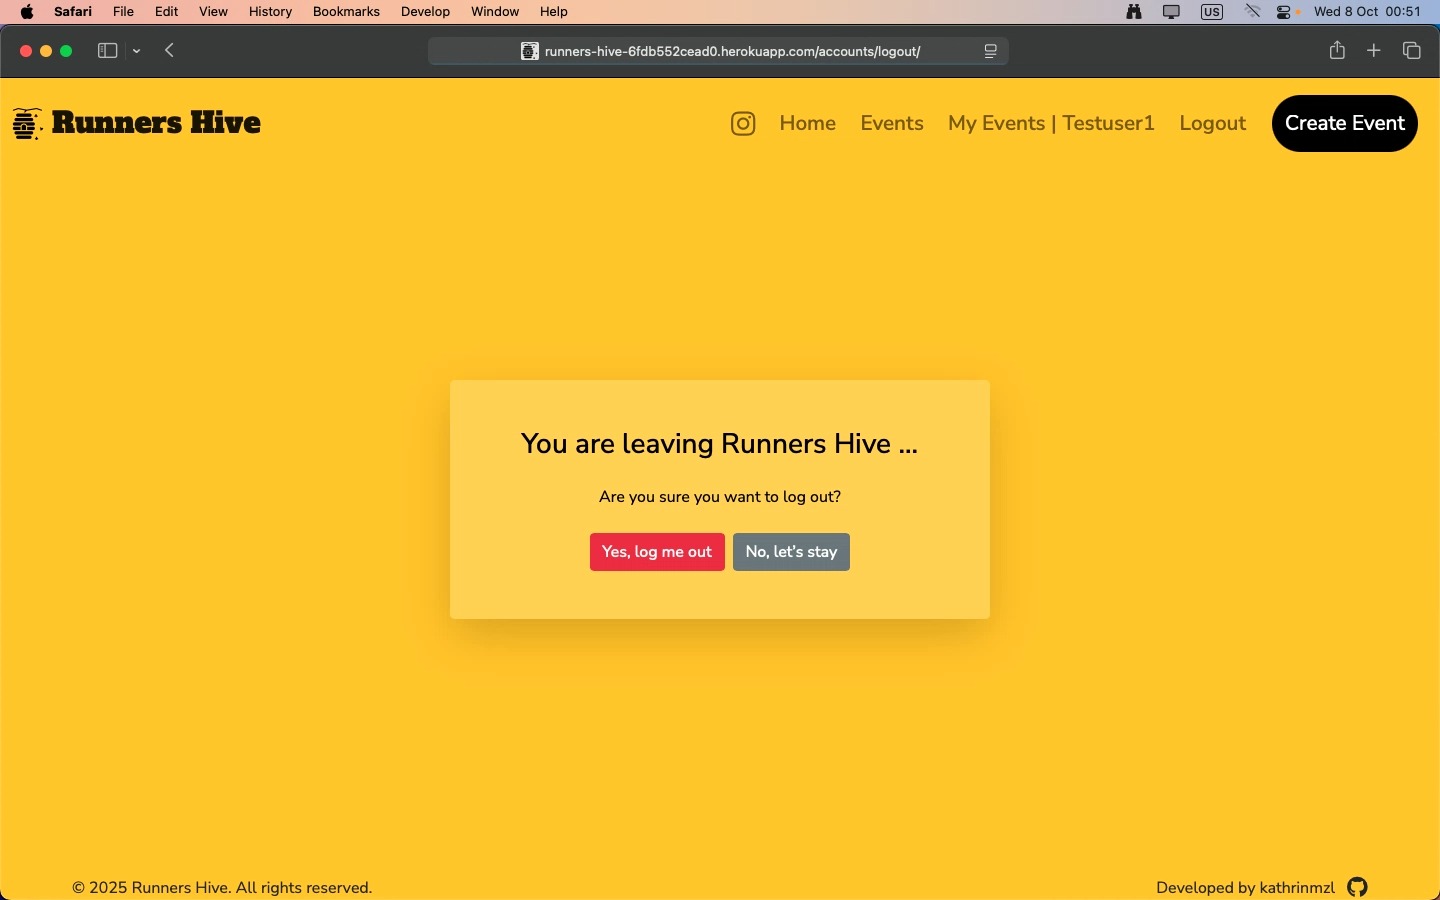 Safari File Edit View History Bookmarks Develop Window Help US Wed 8 Oct 00:51
runners-hive-6fdb552cead0.herokuapp.com/accounts/logout/
Runners Hive Home Events My Events | Testuser1 Logout Create Event
You are leaving Runners Hive ...
Are you sure you want to log out?
Yes, log me out No, let's stay
© 2025 Runners Hive. All rights reserved. Developed by kathrinmzl